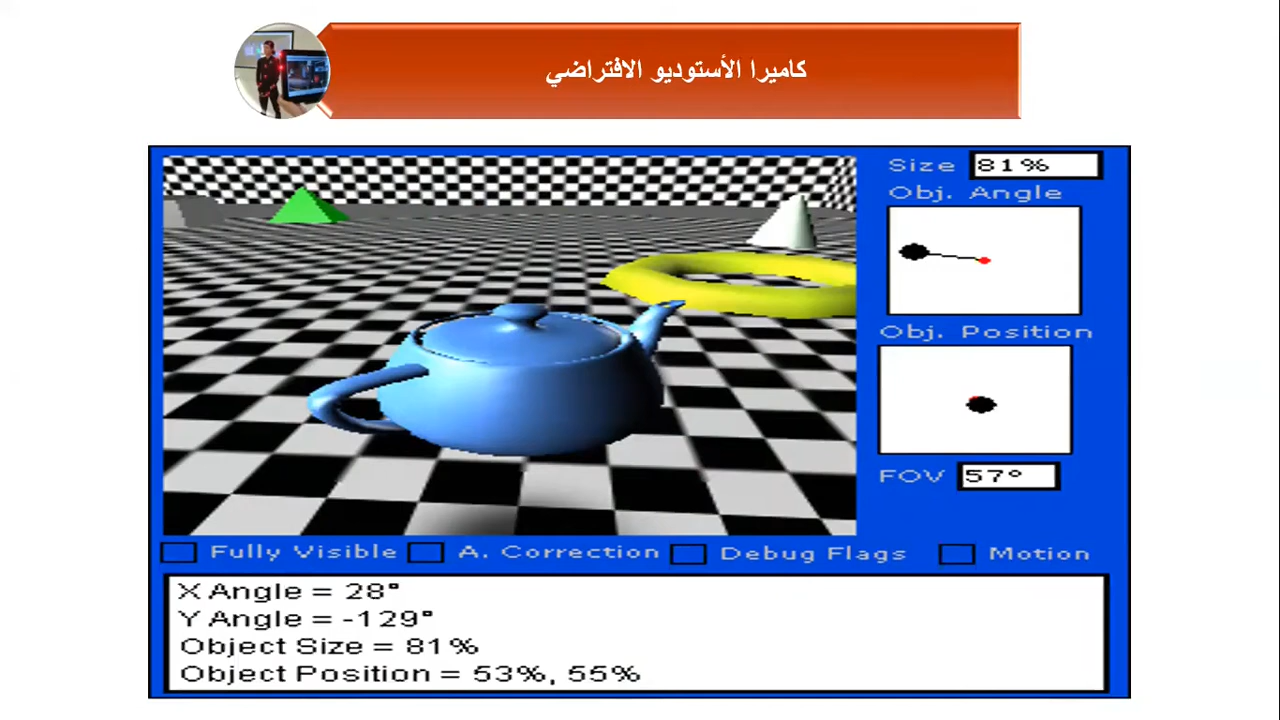 كاميرا الأستوديو الافتراضي
Size 81%
Obj. Angle
Obj. Position
FOV 57°
Fully Visible A. Correction Debug Flags Motion
X Angle = 28°
Y Angle = -129°
Object Size = 81%
Object Position = 53%, 55%